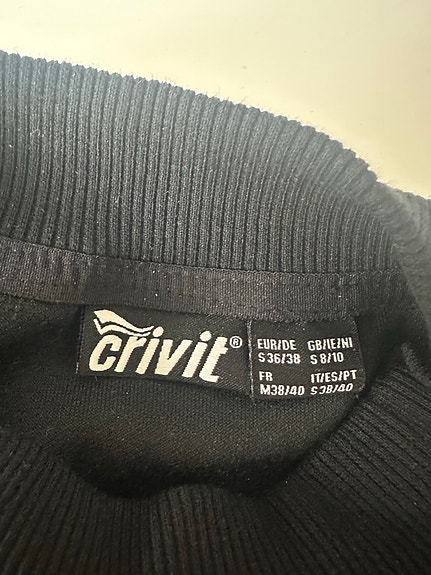 crivit®
EUR/DE GB/IE/NI
S 36/38 S 8/10
FR IT/ES/PT
M38/40 S 38/40